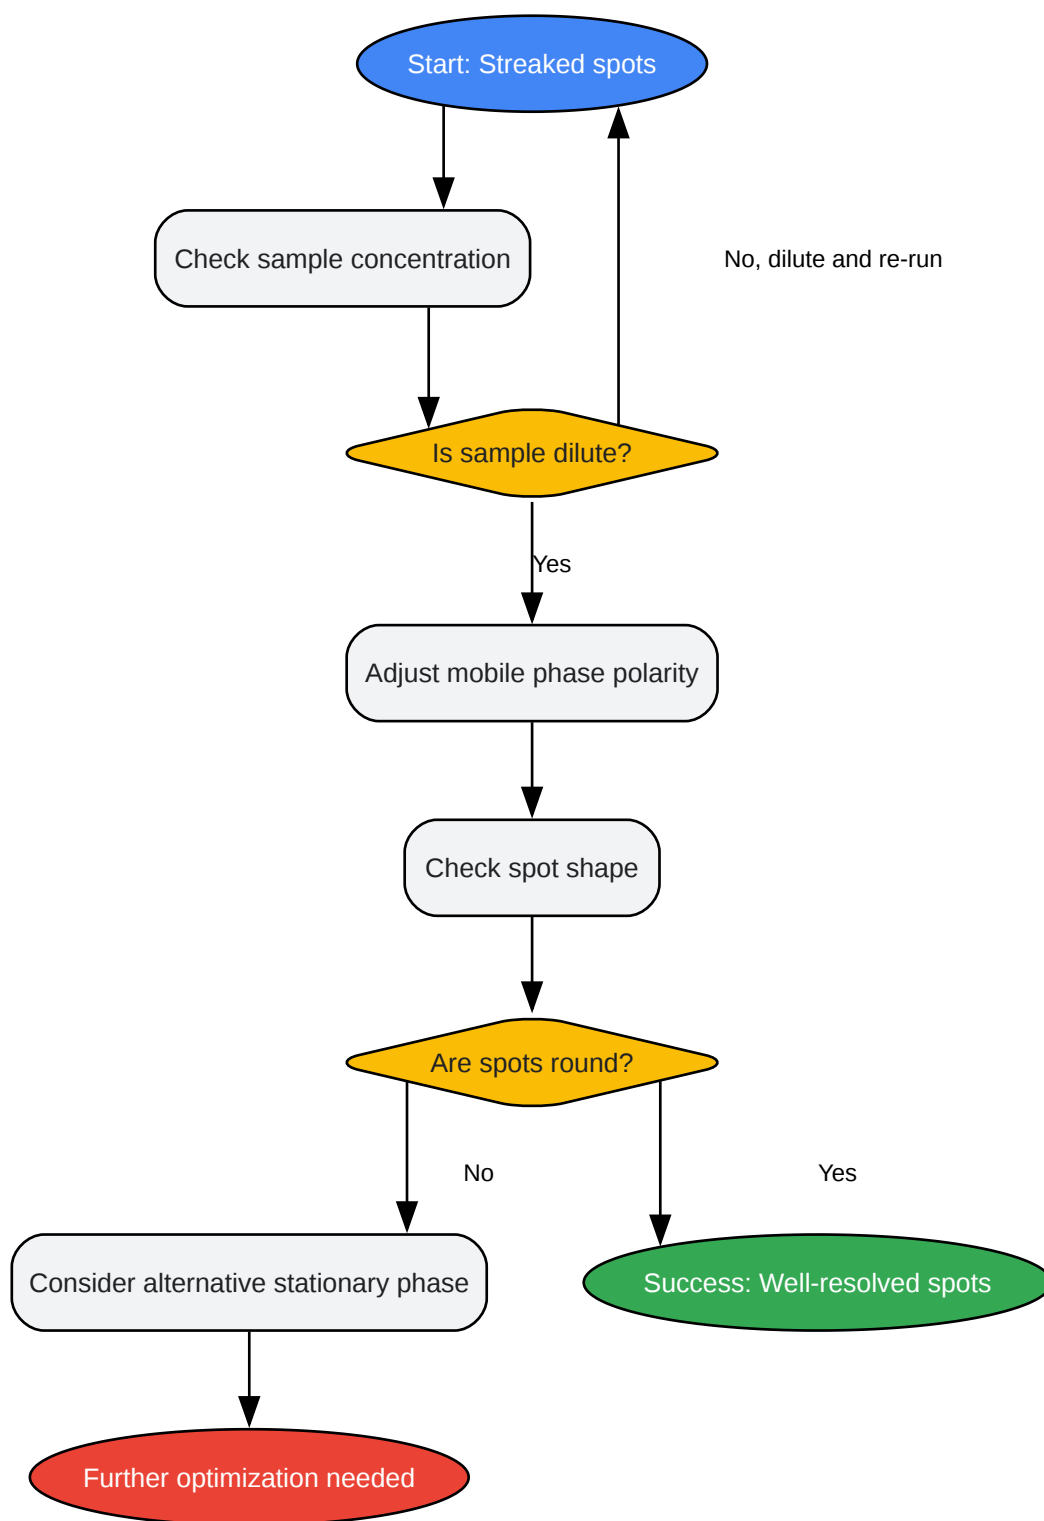 Start: Streaked spots
Check sample concentration
No, dilute and re-run
Is sample dilute?
Yes
Adjust mobile phase polarity
Check spot shape
Are spots round?
No
Yes
Consider alternative stationary phase
Success: Well-resolved spots
Further optimization needed